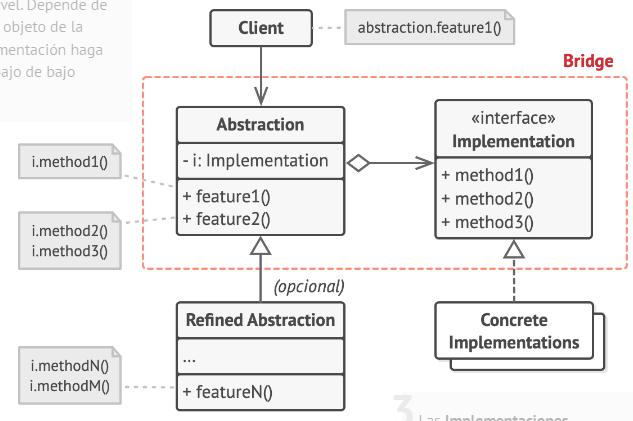 vel. Depende de
objeto de la
mentación haga
ajo de bajo
Client
abstraction.feature1()
Bridge
Abstraction
- i: Implementation
+ feature1()
+ feature2()
«interface»
Implementation
+ method1()
+ method2()
+ method3()
i.method1()
i.method2()
i.method3()
(opcional)
Refined Abstraction
...
+ featureN()
Concrete
Implementations
i.methodN()
i.methodM()
3
Las Implementaciones